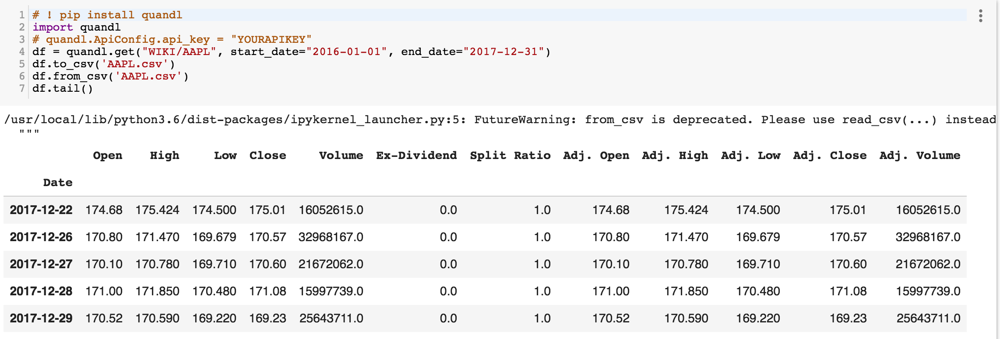 1 # ! pip install quandl
2 import quandl
3 # quandl.ApiConfig.api_key = "YOURAPIKEY"
4 df = quandl.get("WIKI/AAPL", start_date="2016-01-01", end_date="2017-12-31")
5 df.to_csv('AAPL.csv')
6 df.from_csv('AAPL.csv')
7 df.tail()
/usr/local/lib/python3.6/dist-packages/ipykernel_launcher.py:5: FutureWarning: from_csv is deprecated. Please use read_csv(...) instead
"""
Open High Low Close Volume Ex-Dividend Split Ratio Adj. Open Adj. High Adj. Low Adj. Close Adj. Volume
Date
2017-12-22 174.68 175.424 174.500 175.01 16052615.0 0.0 1.0 174.68 175.424 174.500 175.01 16052615.0
2017-12-26 170.80 171.470 169.679 170.57 32968167.0 0.0 1.0 170.80 171.470 169.679 170.57 32968167.0
2017-12-27 170.10 170.780 169.710 170.60 21672062.0 0.0 1.0 170.10 170.780 169.710 170.60 21672062.0
2017-12-28 171.00 171.850 170.480 171.08 15997739.0 0.0 1.0 171.00 171.850 170.480 171.08 15997739.0
2017-12-29 170.52 170.590 169.220 169.23 25643711.0 0.0 1.0 170.52 170.590 169.220 169.23 25643711.0